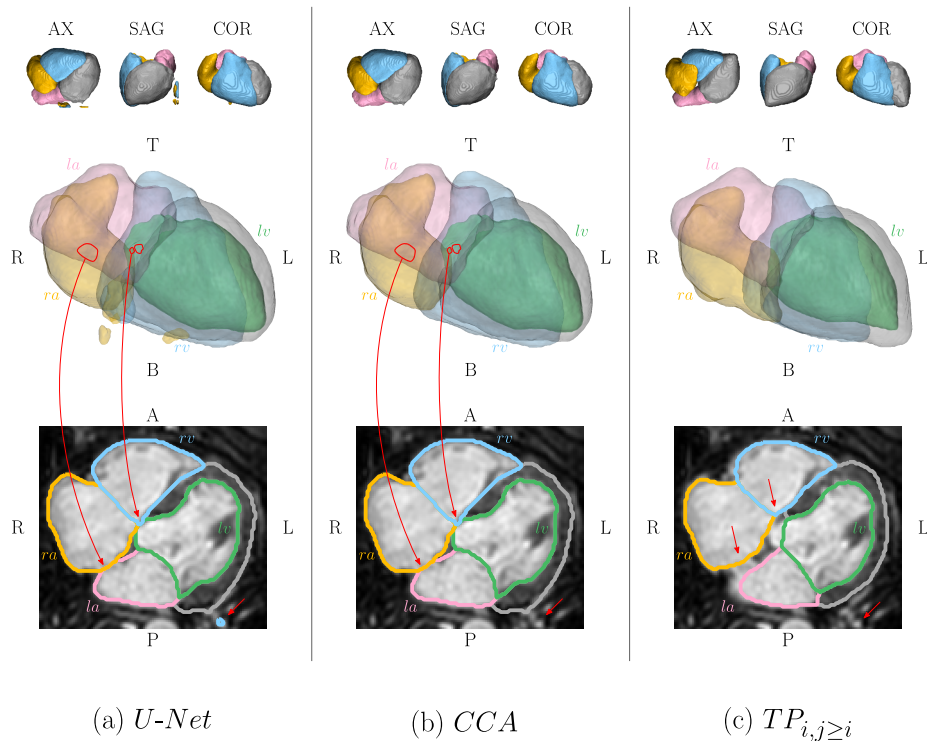 AX SAG COR
T
la
lv
R L
ra
rv
B
A
rv
R L
lv
ra
la
P
(a) U-Net
AX SAG COR
T
la
lv
R L
ra
rv
B
A
rv
R L
lv
ra
la
P
(b) CCA
AX SAG COR
T
la
lv
R L
ra
rv
B
A
rv
R L
lv
ra
la
P
(c) TP_{i,j≥i}